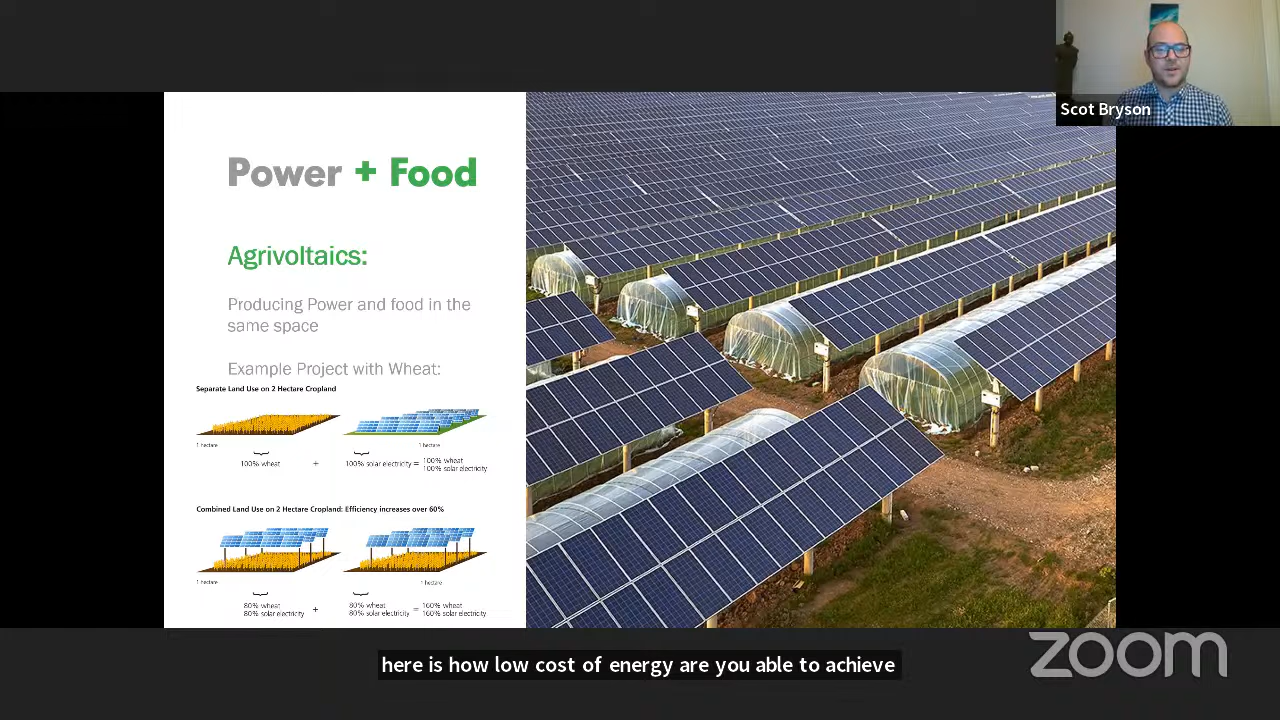 Scot Bryson
Power + Food
Agrivoltaics:
Producing Power and food in the
same space
Example Project with Wheat:
Separate Land Use on 2 Hectare Cropland
1 hectare
1 hectare
100% wheat
+
100% solar electricity =
100% wheat
100% solar electricity
Combined Land Use on 2 Hectare Cropland: Efficiency increases over 60%
1 hectare
1 hectare
80% wheat
80% solar electricity
+
80% wheat
80% solar electricity
=
160% wheat
160% solar electricity
here is how low cost of energy are you able to achieve
zoom